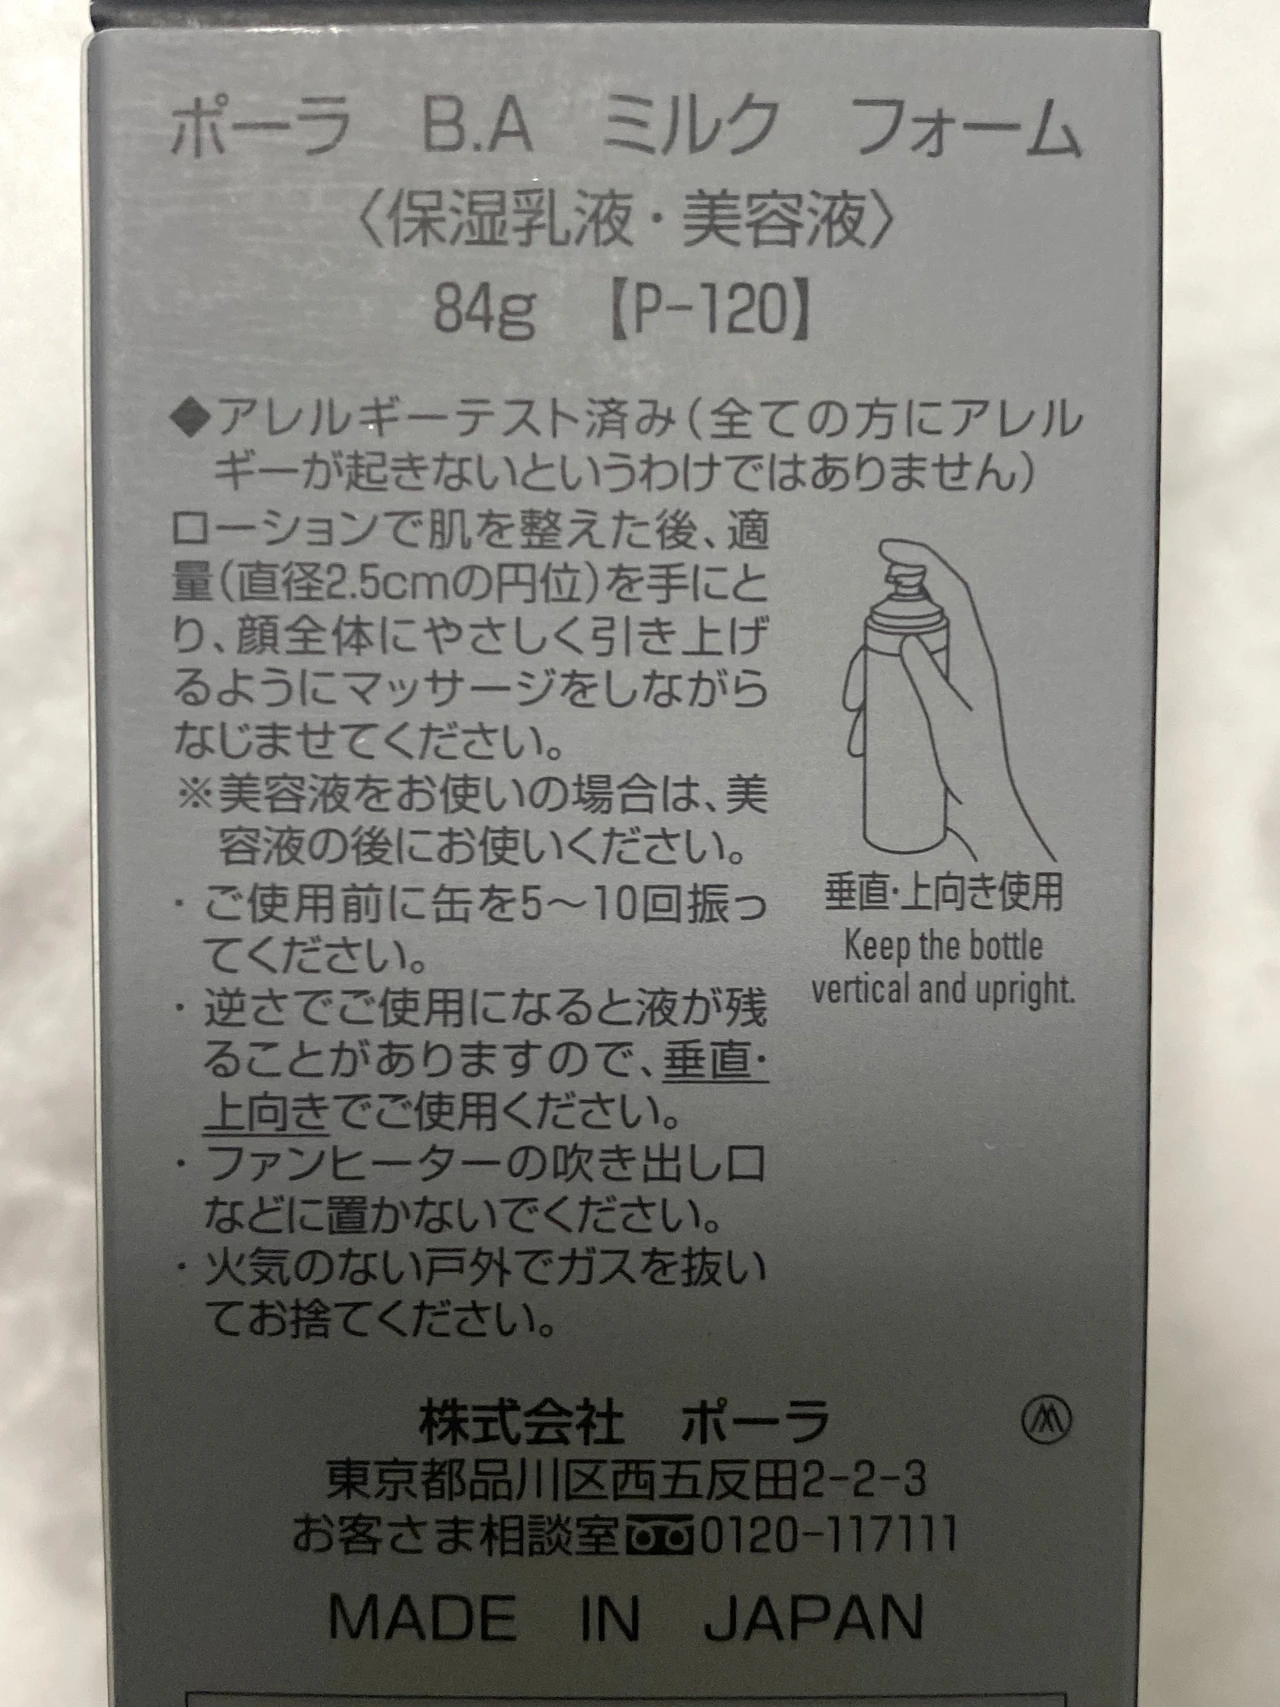 ポーラ B.A ミルク フォーム
〈保湿乳液・美容液〉
84g 【P-120】
◆アレルギーテスト済み（全ての方にアレル
ギーが起きないというわけではありません）
ローションで肌を整えた後、適
量（直径2.5cmの円位）を手にと
り、顔全体にやさしく引き上げ
るようにマッサージをしながら
なじませてください。
※美容液をお使いの場合は、美
容液の後にお使いください。
・ご使用前に缶を5～10回振っ
てください。
・逆さでご使用になると液が残
ることがありますので、垂直・
上向きでご使用ください。
・ファンヒーターの吹き出し口
などに置かないでください。
・火気のない戸外でガスを抜い
てお捨てください。
垂直・上向き使用
Keep the bottle
vertical and upright.
株式会社 ポーラ
東京都品川区西五反田2-2-3
お客さま相談室0120-117111
MADE IN JAPAN